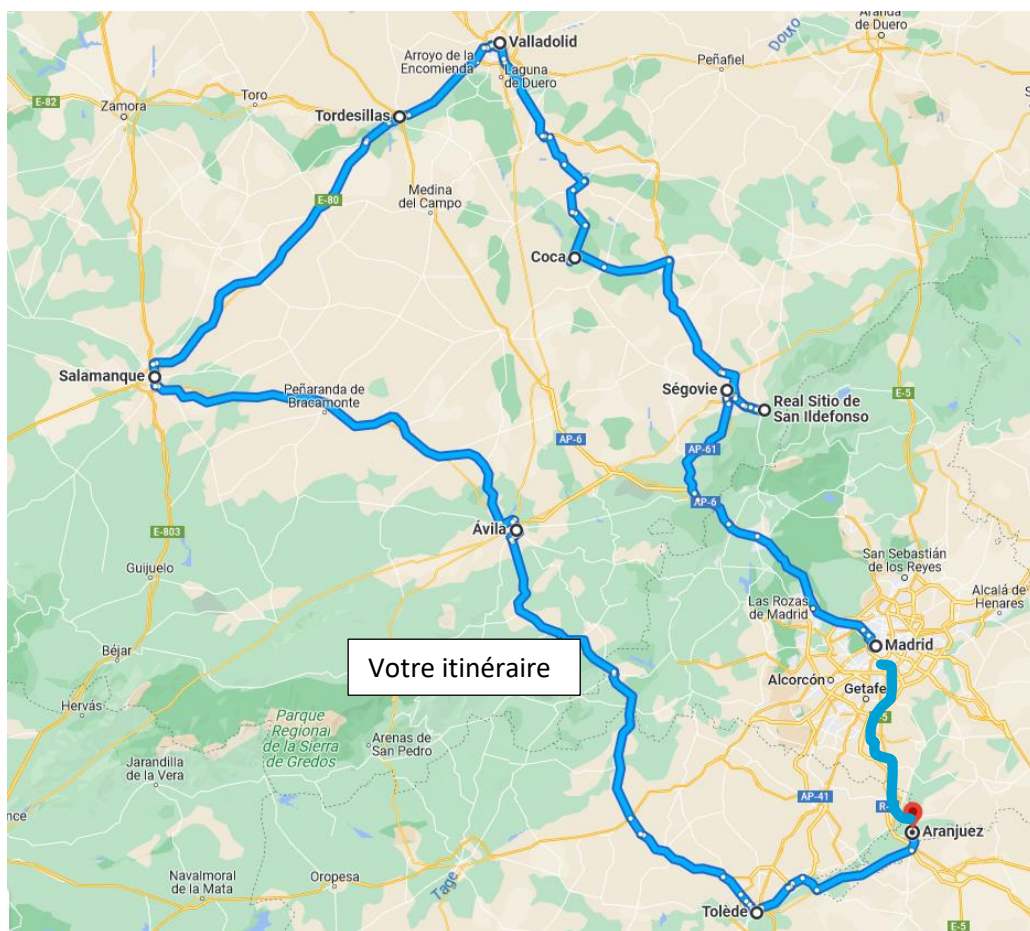 Aranda
de Duero
Valladolid
Douro
Arroyo de la
Encomienda
Peñafiel
Laguna
de Duero
E-82
Zamora
Toro
Tordesillas
Medina
del Campo
E-80
Coca
Salamanque
Peñaranda de
Bracamonte
Ségovie
Real Sitio de
San Ildefonso
E-5
AP-6
AP-61
AP-6
E-803
Ávila
Guijuelo
San Sebastián
de los Reyes
Las Rozas
de Madrid
Alcalá de
Henares
Madrid
Béjar
Votre itinéraire
Alcorcón
Getafe
Hervás
Parque
Regional
de la Sierra
de Gredos
Arenas de
San Pedro
Jarandilla
de la Vera
AP-41
Aranjuez
Navalmoral
de la Mata
Oropesa
Tage
Tolède
E-5